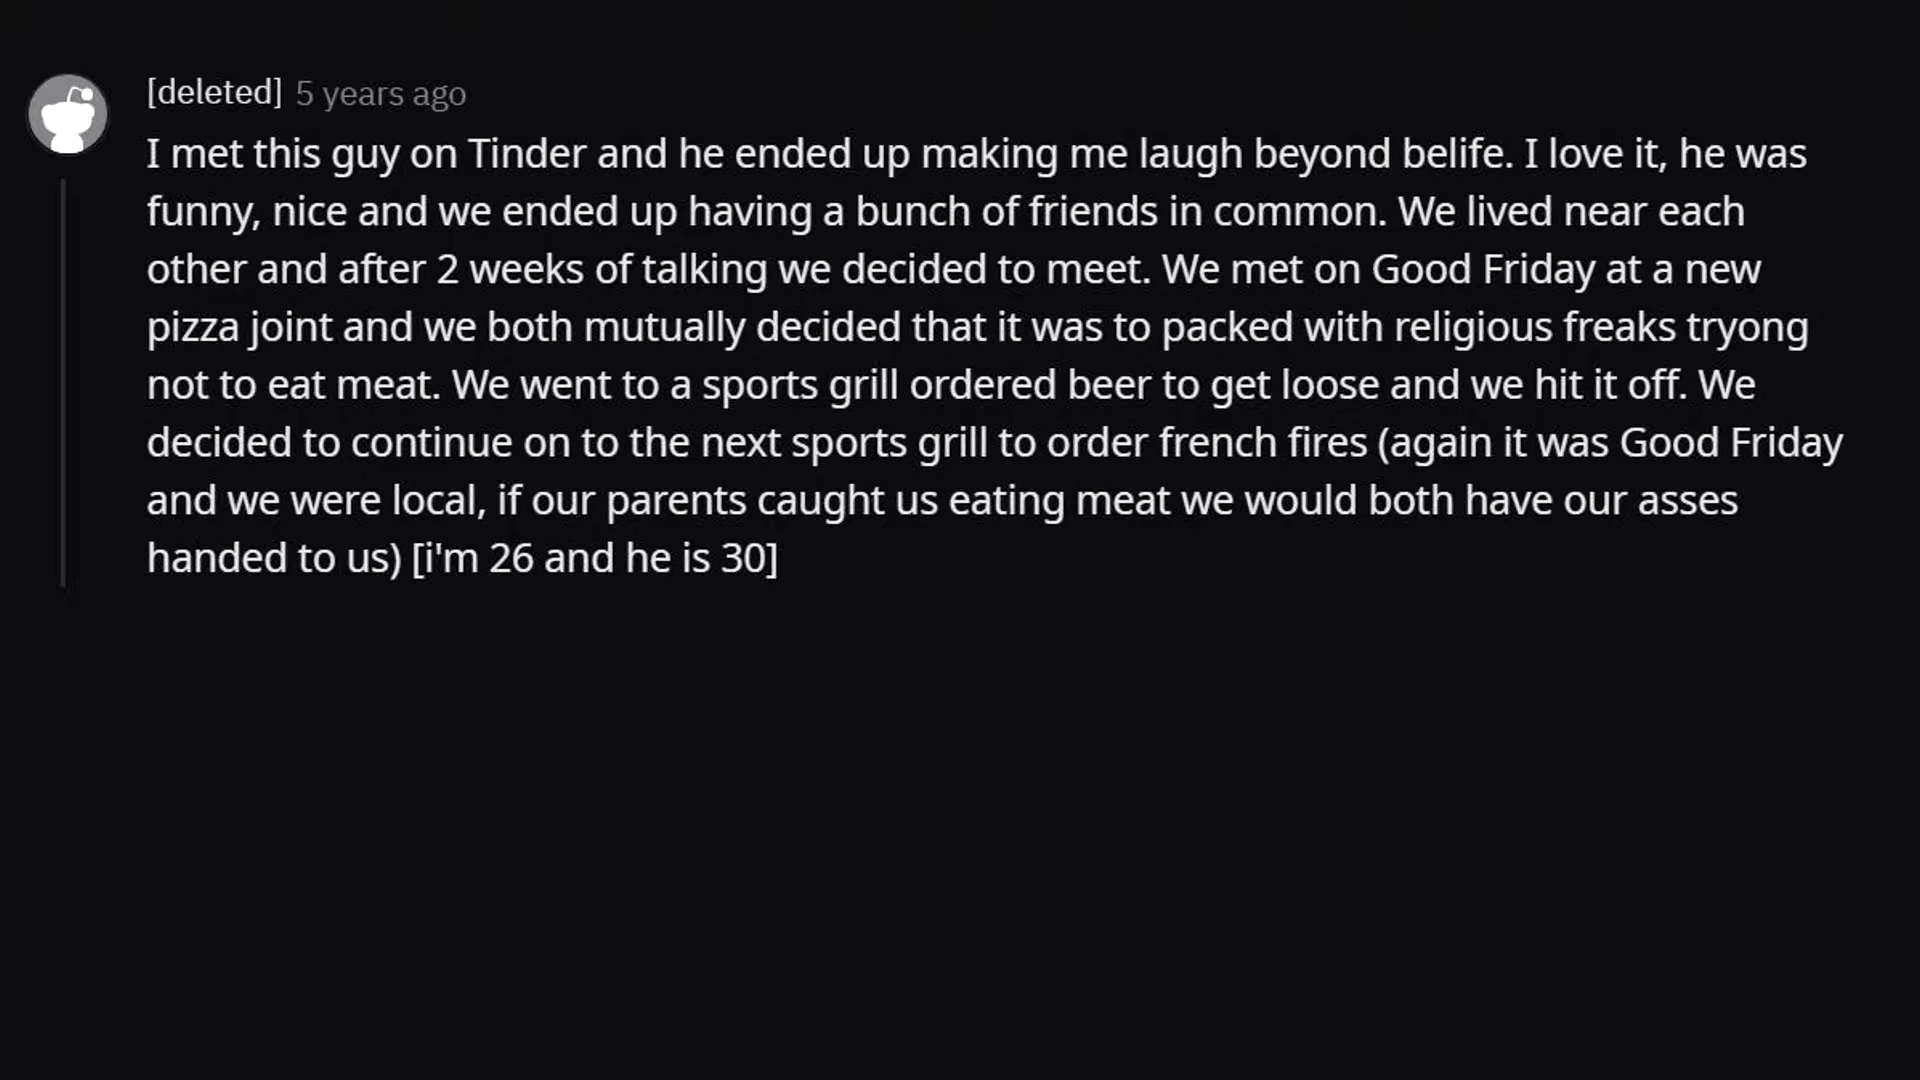 [deleted] 5 years ago
I met this guy on Tinder and he ended up making me laugh beyond belife. I love it, he was
funny, nice and we ended up having a bunch of friends in common. We lived near each
other and after 2 weeks of talking we decided to meet. We met on Good Friday at a new
pizza joint and we both mutually decided that it was to packed with religious freaks tryong
not to eat meat. We went to a sports grill ordered beer to get loose and we hit it off. We
decided to continue on to the next sports grill to order french fires (again it was Good Friday
and we were local, if our parents caught us eating meat we would both have our asses
handed to us) [i'm 26 and he is 30]